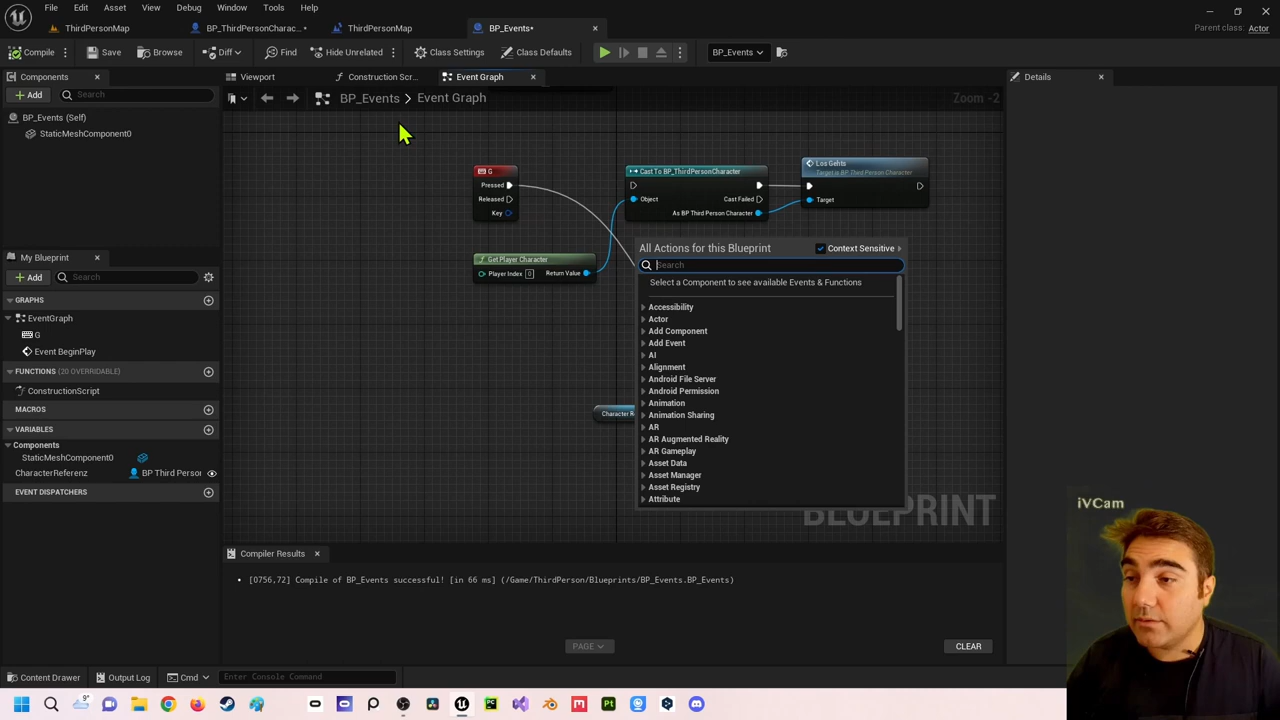 File Edit Asset View Debug Window Tools Help
ThirdPersonMap
BP_ThirdPersonCharac...*
ThirdPersonMap
BP_Events*
Parent class: Actor
Compile
Save
Browse
Diff
Find
Hide Unrelated
Class Settings
Class Defaults
BP_Events
Components
Viewport
Construction Scr...
Event Graph
Details
Add
Search
BP_Events > Event Graph
Zoom -2
BP_Events (Self)
StaticMeshComponent0
G
Pressed
Released
Key
Cast To BP_ThirdPersonCharacter
Object
Cast Failed
As BP Third Person Character
Los Gehts
Target is BP Third Person Character
Target
Get Player Character
Player Index 0
Return Value
All Actions for this Blueprint
Context Sensitive
Search
Select a Component to see available Events & Functions
Accessibility
Actor
Add Component
Add Event
AI
Alignment
Android File Server
Android Permission
Animation
Animation Sharing
AR
AR Augmented Reality
AR Gameplay
Asset Data
Asset Manager
Asset Registry
Attribute
Character R
BLUEPRINT
My Blueprint
Add
Search
GRAPHS
EventGraph
G
Event BeginPlay
FUNCTIONS (20 OVERRIDABLE)
ConstructionScript
MACROS
VARIABLES
Components
StaticMeshComponent0
CharacterReferenz
BP Third Person
EVENT DISPATCHERS
Compiler Results
[0756,72] Compile of BP_Events successful! [in 66 ms] (/Game/ThirdPerson/Blueprints/BP_Events.BP_Events)
PAGE
CLEAR
iVCam
Content Drawer
Output Log
Cmd
Enter Console Command
9°